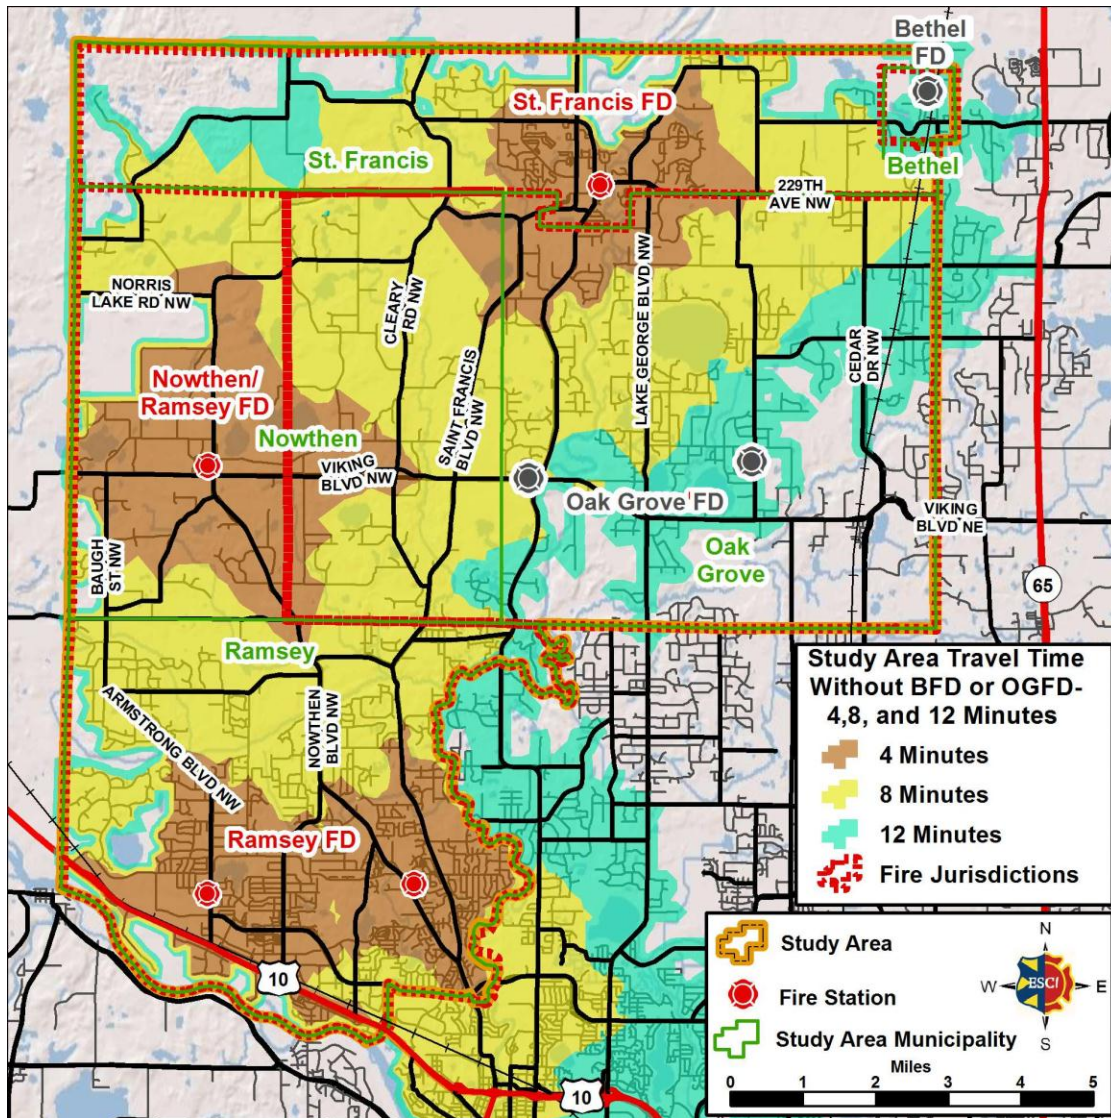 Bethel
FD
St. Francis FD
St. Francis
Bethel
229TH
AVE NW
NORRIS
LAKE RD NW
CLEARY
RD NW
SAINT FRANCIS
BLVD NW
LAKE GEORGE BLVD NW
CEDAR
DR NW
Nowthen/
Ramsey FD
Nowthen
VIKING
BLVD NW
Oak Grove FD
VIKING
BLVD NE
BAUGH
ST NW
Oak
Grove
65
Ramsey
ARMSTRONG BLVD NW
NOWTHEN
BLVD NW
Ramsey FD
10
10
Study Area Travel Time
Without BFD or OGFD-
4,8, and 12 Minutes
4 Minutes
8 Minutes
12 Minutes
Fire Jurisdictions
Study Area
Fire Station
Study Area Municipality
N
W
ESCI
E
S
Miles
0 1 2 3 4 5